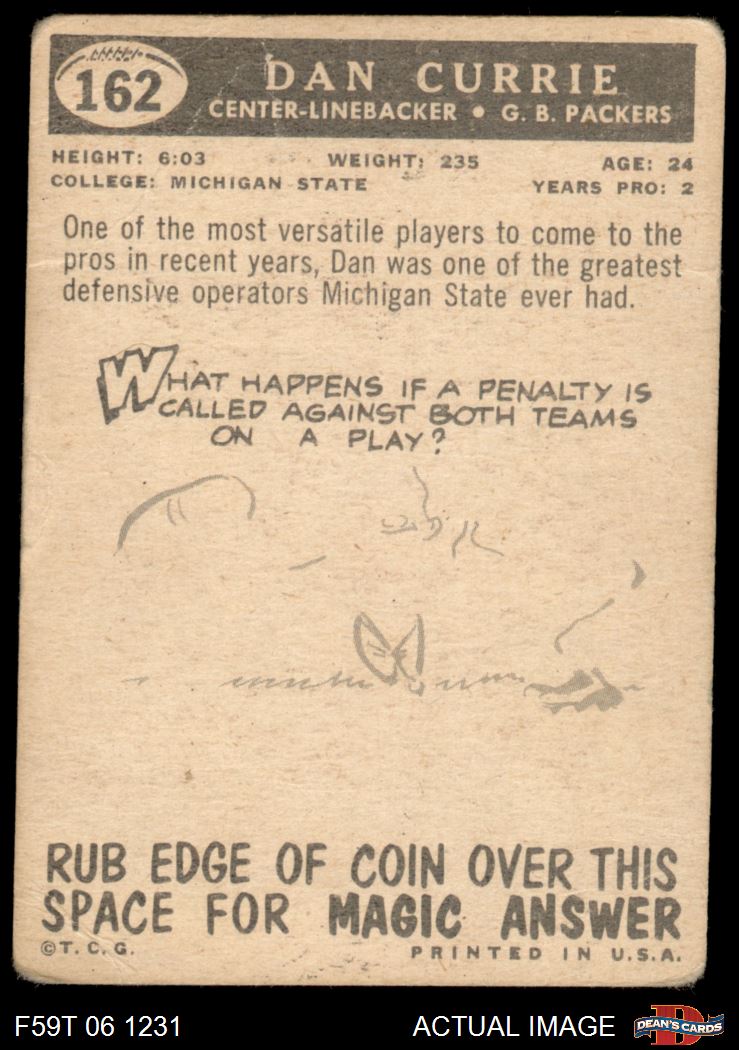 162
DAN CURRIE
CENTER-LINEBACKER • G. B. PACKERS
HEIGHT: 6:03 WEIGHT: 235 AGE: 24
COLLEGE: MICHIGAN STATE YEARS PRO: 2
One of the most versatile players to come to the
pros in recent years, Dan was one of the greatest
defensive operators Michigan State ever had.
WHAT HAPPENS IF A PENALTY IS
CALLED AGAINST BOTH TEAMS
ON A PLAY?
RUB EDGE OF COIN OVER THIS
SPACE FOR MAGIC ANSWER
©T. C. G. PRINTED IN U.S.A.
F59T 06 1231 ACTUAL IMAGE DEAN'S CARDS